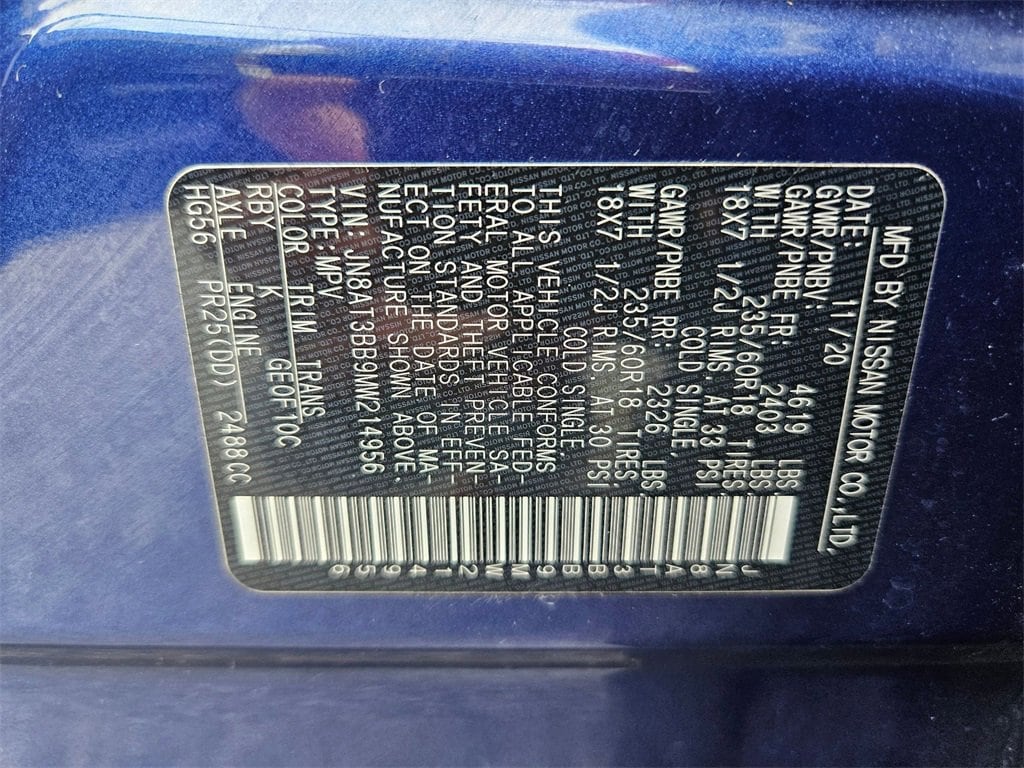 MFD BY NISSAN MOTOR CO.,LTD.
DATE: 11/20
GVWR/PNBV: 4619 LBS.
GAWR/PNBE FR: 2403 LBS.
WITH 235/60R18 TIRES,
18X7 1/2J RIMS, AT 33 PSI
COLD SINGLE,
GAWR/PNBE RR: 2326 LBS.
WITH 235/60R18 TIRES
18X7 1/2J RIMS, AT 30 PSI
COLD SINGLE,
THIS VEHICLE CONFORMS
TO ALL APPLICABLE FED-
ERAL MOTOR VEHICLE SA-
FETY AND THEFT PREVEN-
TION STANDARDS IN EFF-
ECT ON THE DATE OF MA-
NUFACTURE SHOWN ABOVE.
VIN: JN8AT3BB9MW214956
TYPE: MPV
COLOR TRIM TRANS
RBY K GE0F10C
AXLE ENGINE
HG56 PR25(DD) 2488CC
JN8AT3BB9MW214956